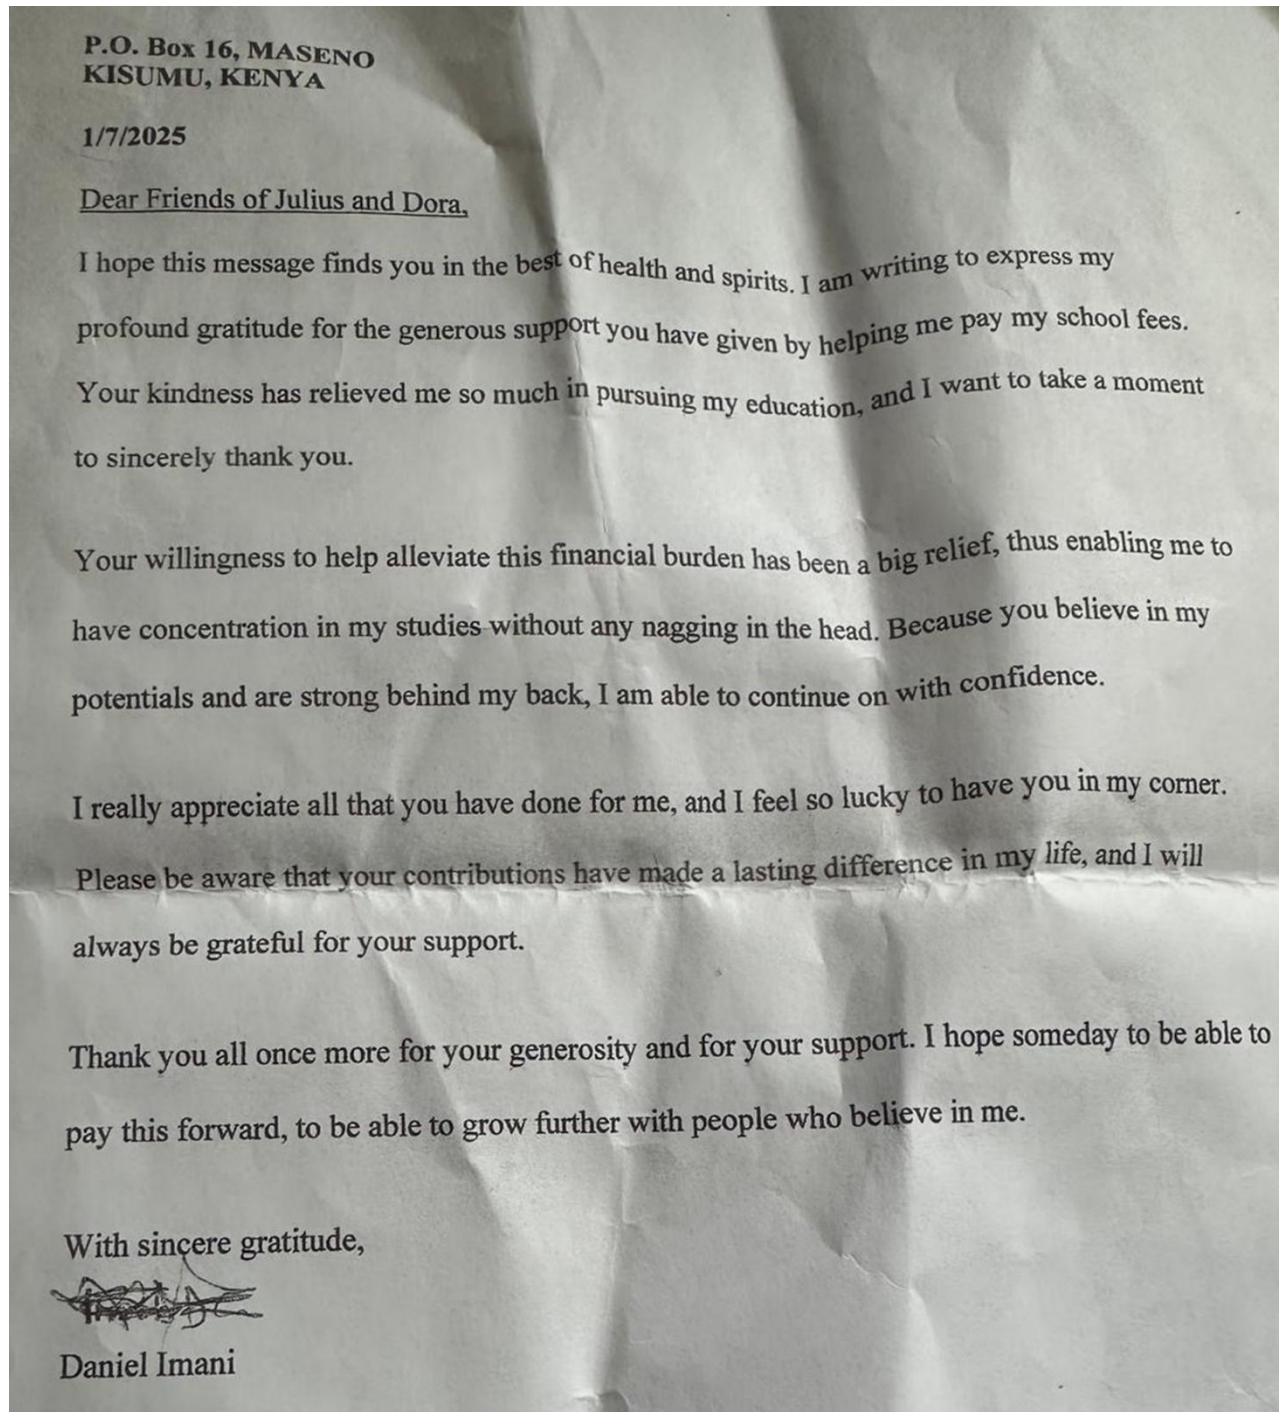 P.O. Box 16, MASENO
KISUMU, KENYA
1/7/2025
Dear Friends of Julius and Dora,
I hope this message finds you in the best of health and spirits. I am writing to express my
profound gratitude for the generous support you have given by helping me pay my school fees.
Your kindness has relieved me so much in pursuing my education, and I want to take a moment
to sincerely thank you.
Your willingness to help alleviate this financial burden has been a big relief, thus enabling me to
have concentration in my studies without any nagging in the head. Because you believe in my
potentials and are strong behind my back, I am able to continue on with confidence.
I really appreciate all that you have done for me, and I feel so lucky to have you in my corner.
Please be aware that your contributions have made a lasting difference in my life, and I will
always be grateful for your support.
Thank you all once more for your generosity and for your support. I hope someday to be able to
pay this forward, to be able to grow further with people who believe in me.
With sincere gratitude,
Daniel Imani